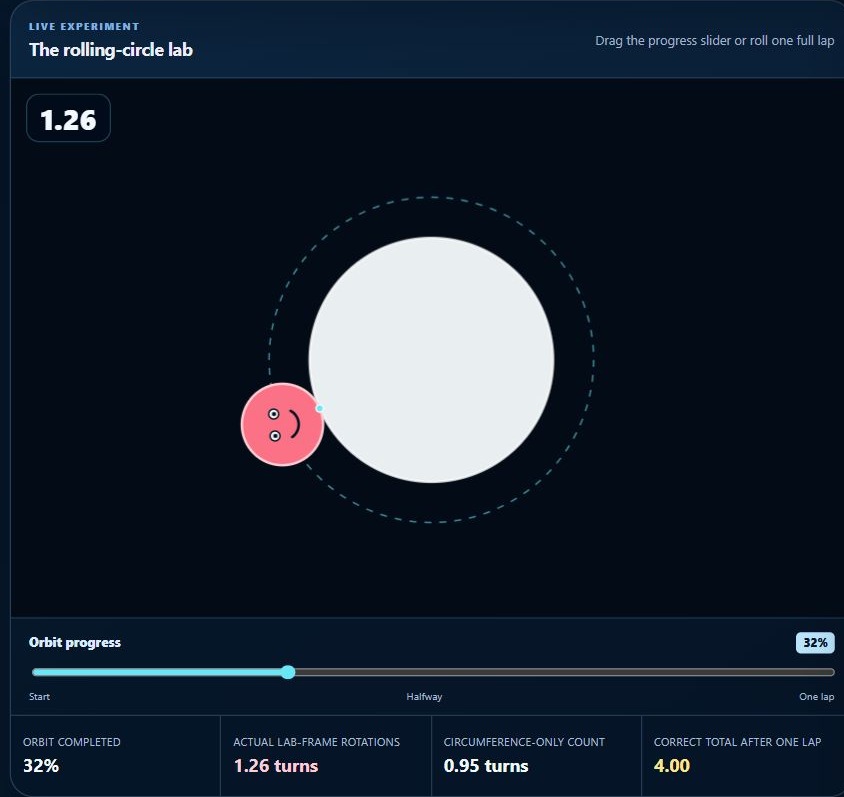 LIVE EXPERIMENT
The rolling-circle lab
Drag the progress slider or roll one full lap
1.26
Orbit progress
32%
Start
Halfway
One lap
ORBIT COMPLETED
32%
ACTUAL LAB-FRAME ROTATIONS
1.26 turns
CIRCUMFERENCE-ONLY COUNT
0.95 turns
CORRECT TOTAL AFTER ONE LAP
4.00